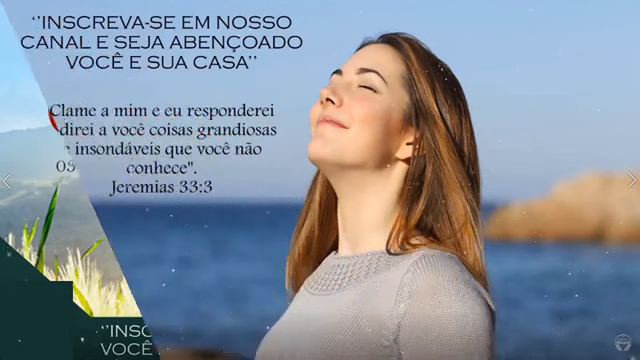 ‘’INSCREVA-SE EM NOSSO
CANAL E SEJA ABENÇOADO
VOCÊ E SUA CASA’’
Clame a mim e eu responderei
direi a você coisas grandiosas
e insondáveis que você não
03
conhece".
Jeremias 33:3
‘’INSC
VOCÊ